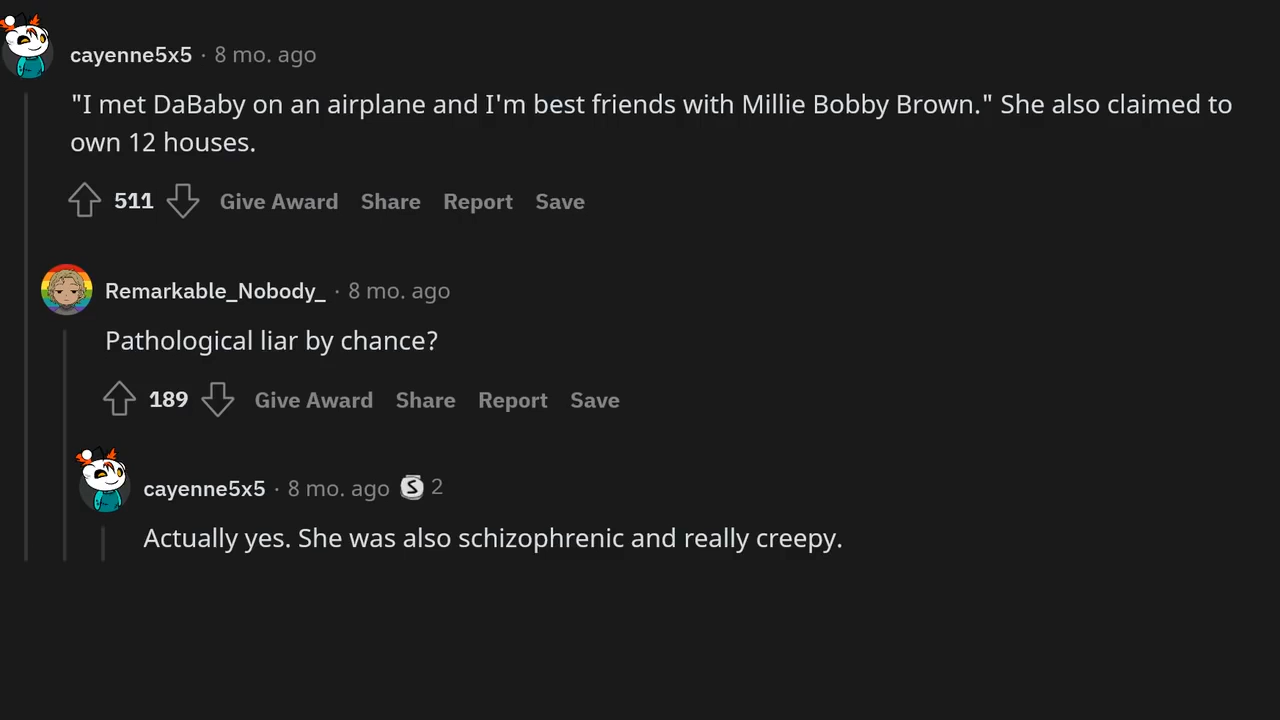 cayenne5x5 · 8 mo. ago
"I met DaBaby on an airplane and I'm best friends with Millie Bobby Brown." She also claimed to
own 12 houses.
511 Give Award Share Report Save
Remarkable_Nobody_ · 8 mo. ago
Pathological liar by chance?
189 Give Award Share Report Save
cayenne5x5 · 8 mo. ago S 2
Actually yes. She was also schizophrenic and really creepy.